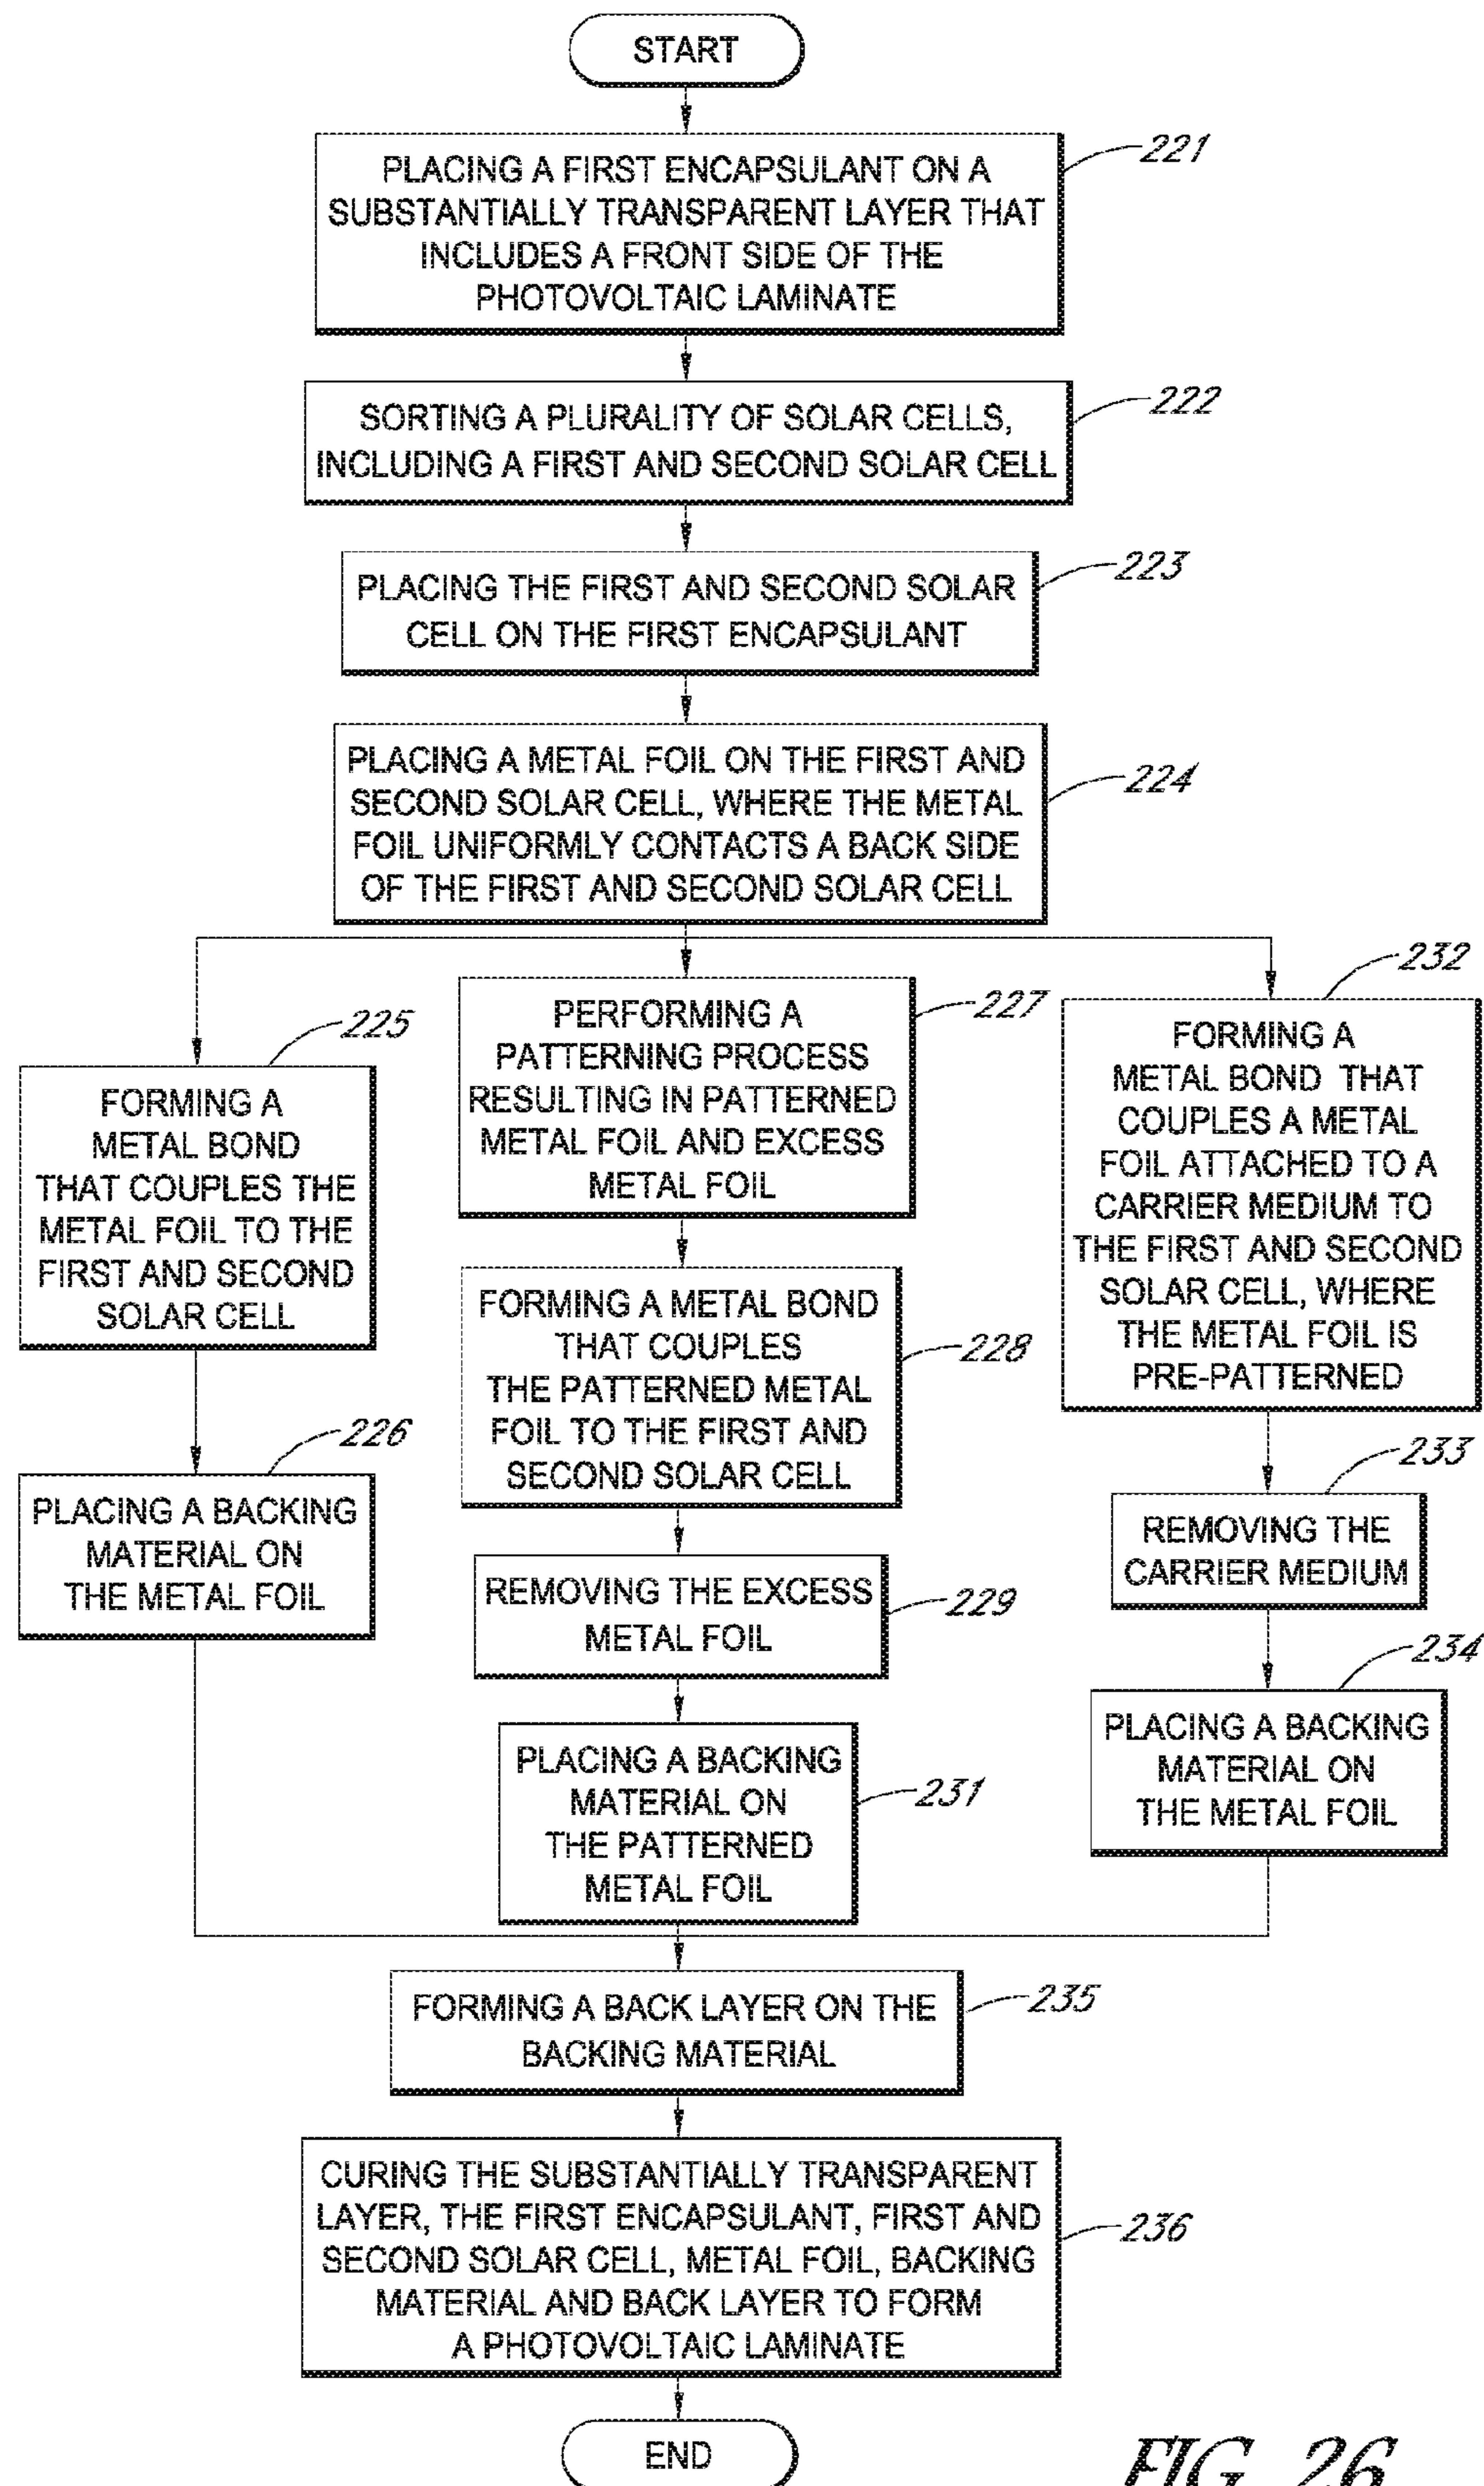 START
PLACING A FIRST ENCAPSULANT ON A
SUBSTANTIALLY TRANSPARENT LAYER THAT
INCLUDES A FRONT SIDE OF THE
PHOTOVOLTAIC LAMINATE
221
SORTING A PLURALITY OF SOLAR CELLS,
INCLUDING A FIRST AND SECOND SOLAR CELL
222
PLACING THE FIRST AND SECOND SOLAR
CELL ON THE FIRST ENCAPSULANT
223
PLACING A METAL FOIL ON THE FIRST AND
SECOND SOLAR CELL, WHERE THE METAL
FOIL UNIFORMLY CONTACTS A BACK SIDE
OF THE FIRST AND SECOND SOLAR CELL
224
225
FORMING A
METAL BOND
THAT COUPLES THE
METAL FOIL TO THE
FIRST AND SECOND
SOLAR CELL
226
PLACING A BACKING
MATERIAL ON
THE METAL FOIL
PERFORMING A
PATTERNING PROCESS
RESULTING IN PATTERNED
METAL FOIL AND EXCESS
METAL FOIL
227
FORMING A METAL BOND
THAT COUPLES
THE PATTERNED METAL
FOIL TO THE FIRST AND
SECOND SOLAR CELL
228
REMOVING THE EXCESS
METAL FOIL
229
PLACING A BACKING
MATERIAL ON
THE PATTERNED
METAL FOIL
231
232
FORMING A
METAL BOND THAT
COUPLES A METAL
FOIL ATTACHED TO A
CARRIER MEDIUM TO
THE FIRST AND SECOND
SOLAR CELL, WHERE
THE METAL FOIL IS
PRE-PATTERNED
233
REMOVING THE
CARRIER MEDIUM
234
PLACING A BACKING
MATERIAL ON
THE METAL FOIL
FORMING A BACK LAYER ON THE
BACKING MATERIAL
235
CURING THE SUBSTANTIALLY TRANSPARENT
LAYER, THE FIRST ENCAPSULANT, FIRST AND
SECOND SOLAR CELL, METAL FOIL, BACKING
MATERIAL AND BACK LAYER TO FORM
A PHOTOVOLTAIC LAMINATE
236
END
FIG. 26